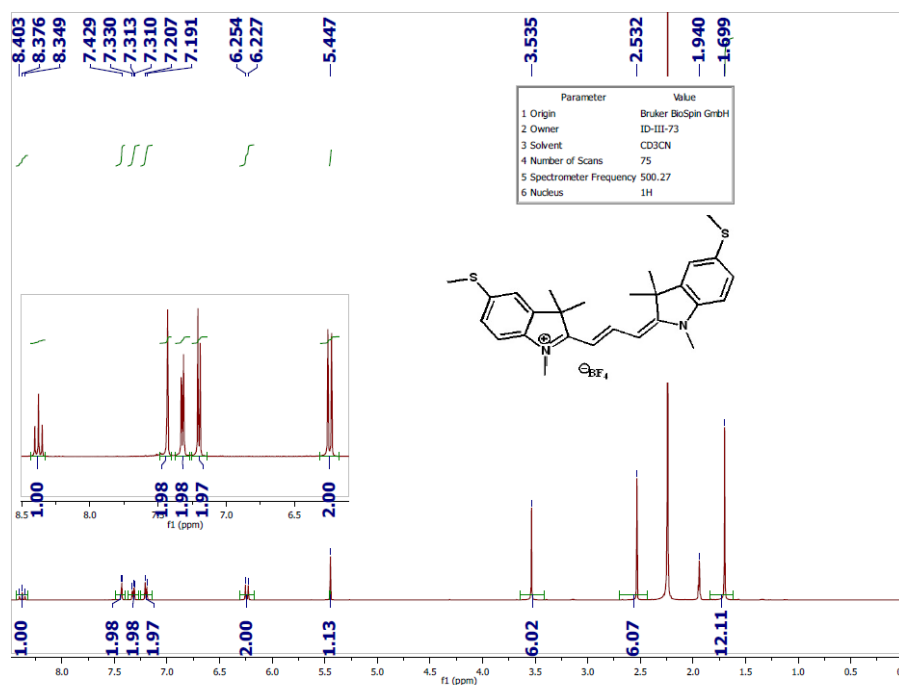 8.403
8.376
8.349
7.429
7.330
7.313
7.310
7.207
7.191
6.254
6.227
5.447
3.535
2.532
1.940
1.699
Parameter Value
1 Origin Bruker BioSpin GmbH
2 Owner ID-III-73
3 Solvent CD3CN
4 Number of Scans 75
5 Spectrometer Frequency 500.27
6 Nucleus 1H
S
S
N
N
⊕
⊖BF4
1.00
1.98
1.98
1.97
2.00
8.5 8.0 7.5 7.0 6.5
f1 (ppm)
1.00
1.98
1.98
1.97
2.00
1.13
6.02
6.07
12.11
8.0 7.5 7.0 6.5 6.0 5.5 5.0 4.5 4.0 3.5 3.0 2.5 2.0 1.5 1.0 0.5 0
f1 (ppm)